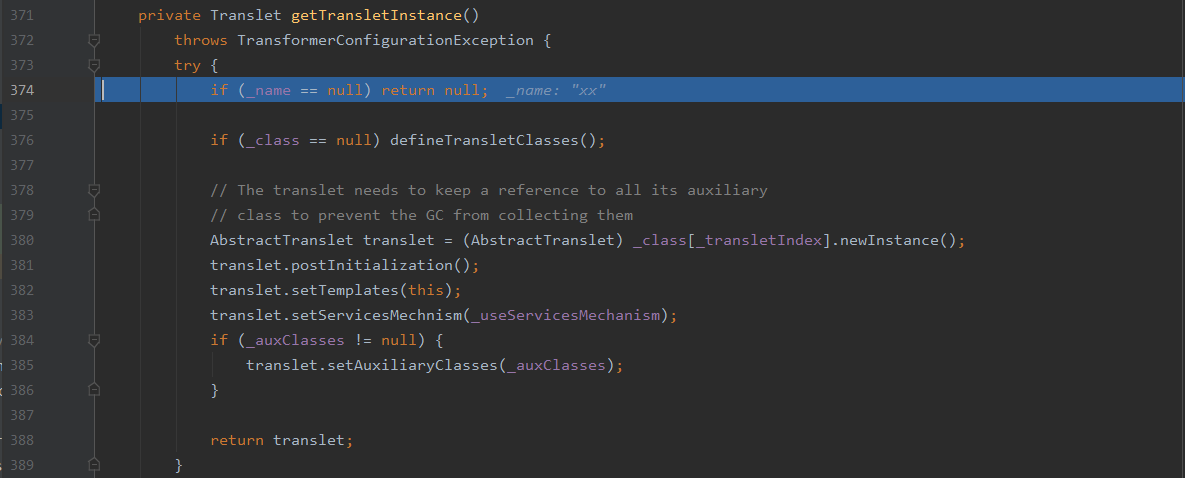 371 private Translet getTransletInstance()
372 throws TransformerConfigurationException {
373 try {
374 if (_name == null) return null; _name: "xx"
375
376 if (_class == null) defineTransletClasses();
377
378 // The translet needs to keep a reference to all its auxiliary
379 // class to prevent the GC from collecting them
380 AbstractTranslet translet = (AbstractTranslet) _class[_transletIndex].newInstance();
381 translet.postInitialization();
382 translet.setTemplates(this);
383 translet.setServicesMechnism(_useServicesMechanism);
384 if (_auxClasses != null) {
385 translet.setAuxiliaryClasses(_auxClasses);
386 }
387
388 return translet;
389 }